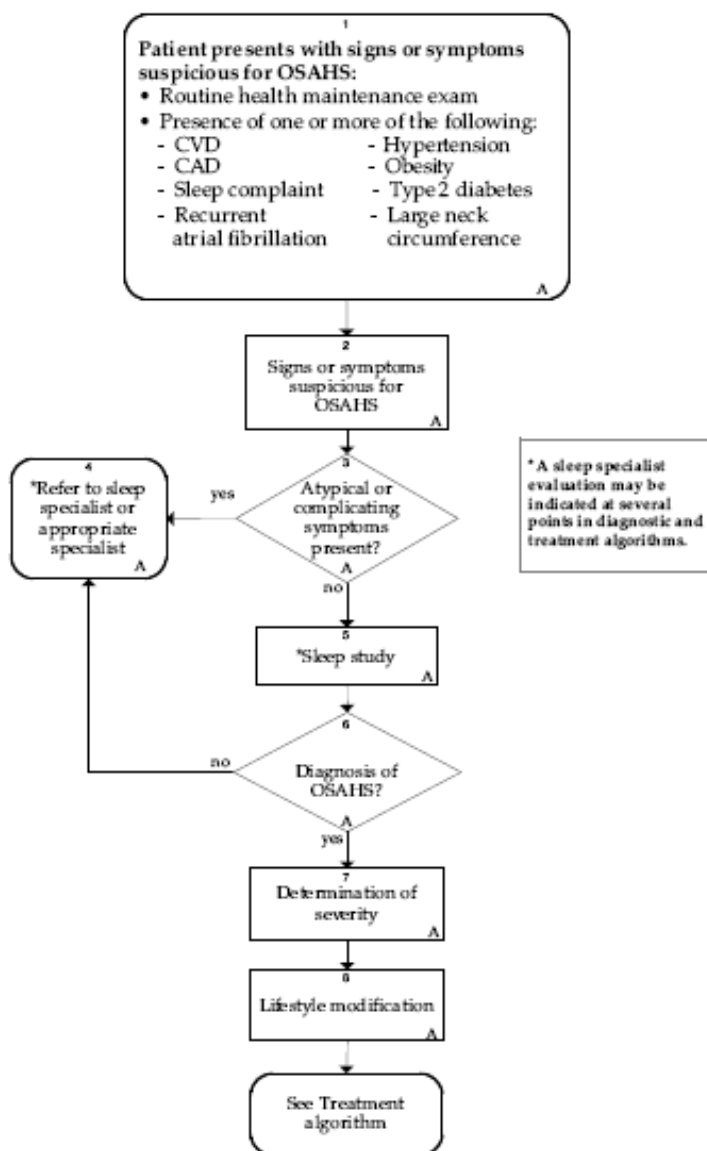 1
Patient presents with signs or symptoms
suspicious for OSAHS:
• Routine health maintenance exam
• Presence of one or more of the following:
- CVD - Hypertension
- CAD - Obesity
- Sleep complaint - Type 2 diabetes
- Recurrent - Large neck
atrial fibrillation circumference
A
2
Signs or symptoms
suspicious for
OSAHS
A
3
Atypical or
complicating
symptoms
present?
A
yes
no
4
*Refer to sleep
specialist or
appropriate
specialist
A
*A sleep specialist
evaluation may be
indicated at several
points in diagnostic and
treatment algorithms.
5
*Sleep study
A
6
Diagnosis of
OSAHS?
A
no
yes
7
Determination of
severity
A
8
Lifestyle modification
A
See Treatment
algorithm